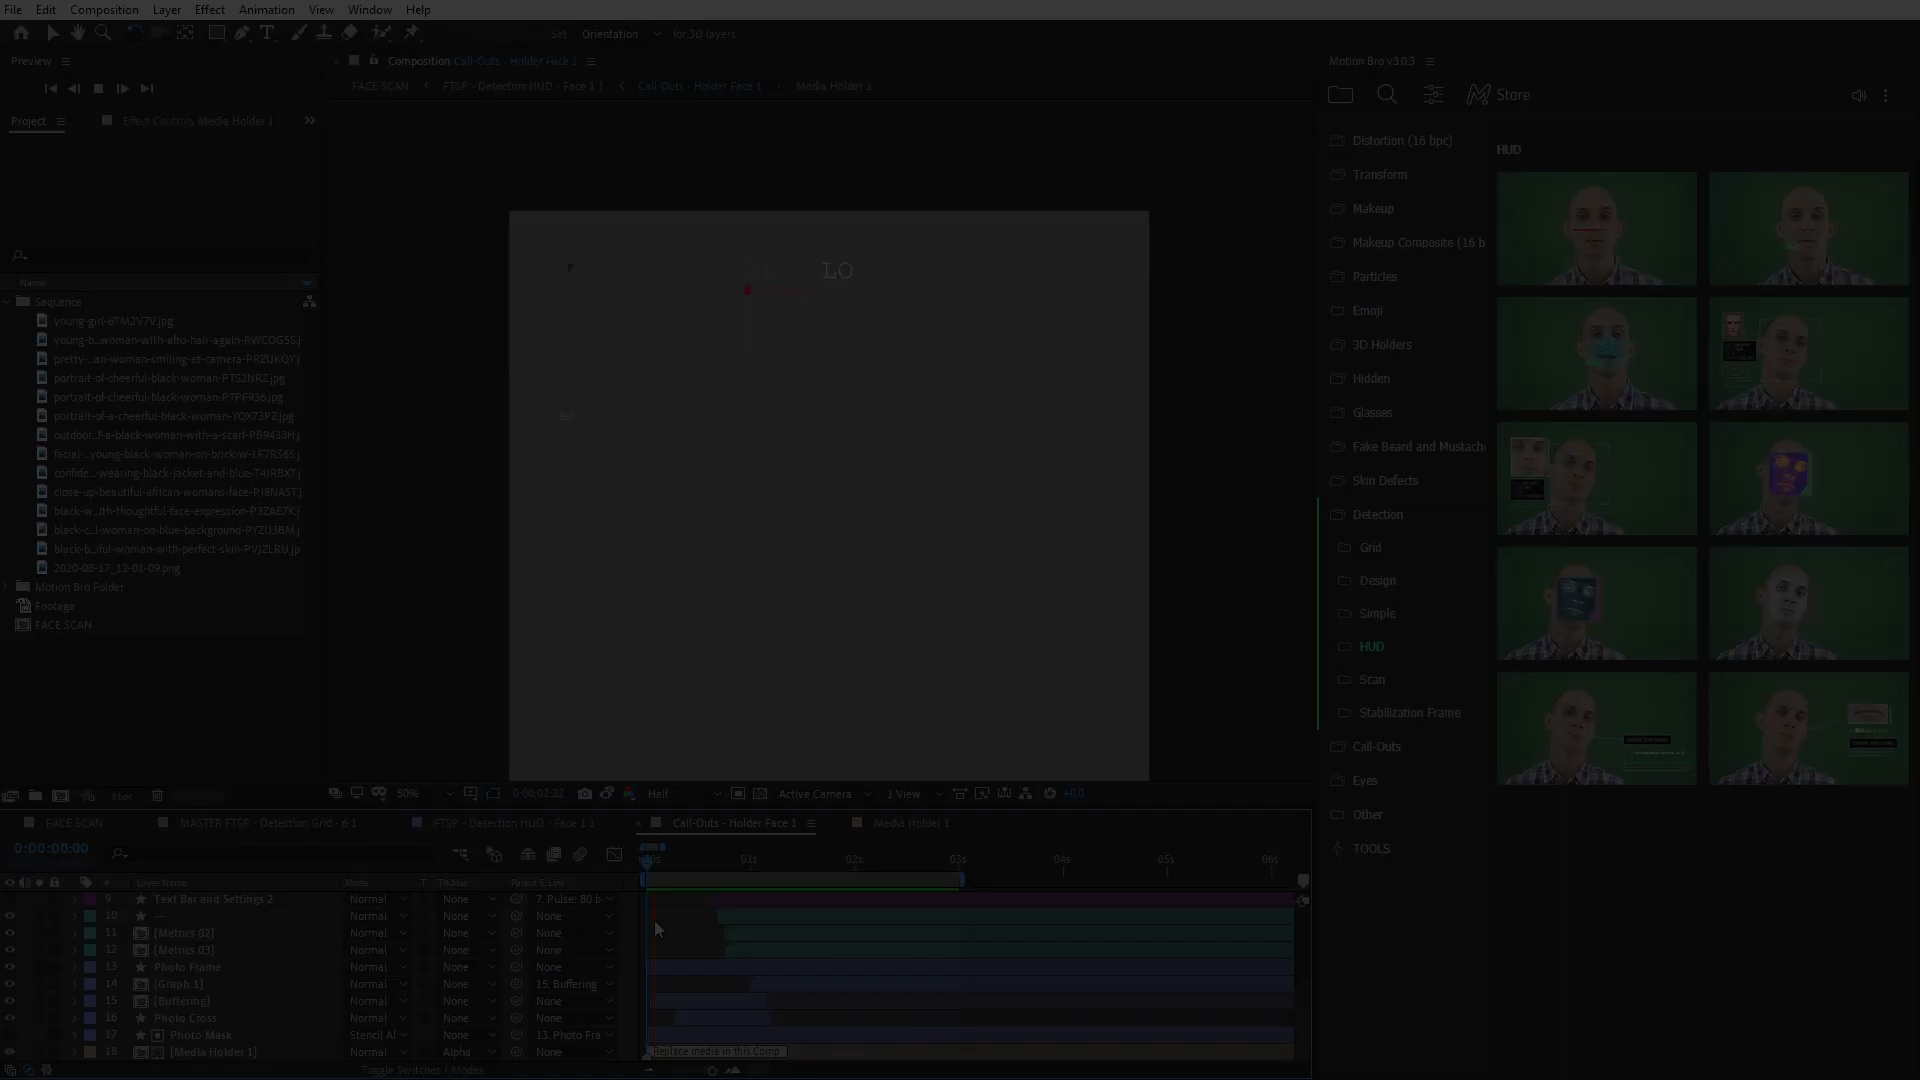 File Edit Composition Layer Effect Animation View Window Help
Set Orientation for 3D layers
Preview
Composition Call-Outs - Holder Face 1
Motion Bro v3.0.3
FACE SCAN FTSP - Detection HUD - Face 1 1 Call-Outs - Holder Face 1 Media Holder 1
Store
Project Effect Controls Media Holder 1
Name
Sequence
young-girl-6TM2V7V.jpg
young-b...woman-with-afro-hair-again-RWCOG5S.j
pretty-...an-woman-smiling-at-camera-PRZUKQY.j
portrait-of-cheerful-black-woman-PTS2NRZ.jpg
portrait-of-cheerful-black-woman-PTPF936.jpg
portrait-of-a-cheerful-black-woman-YQX73PZ.jpg
outdoor...f-a-black-woman-with-a-scarf-PB9433H.j
facial-...young-black-woman-on-brick-w-LF7RS6S.j
confide...-wearing-black-jacket-and-blue-T4JRBXT.j
close-up-beautiful-african-womans-face-PJ8NAST.j
black-w...ith-thoughtful-face-expression-P3ZAE7K.j
black-c...l-woman-on-blue-background-PYZU3BM.j
black-b...iful-woman-with-perfect-skin-PVJZLRU.jp
2020-08-17_12-01-09.png
Motion Bro Folder
Footage
FACE SCAN
LO
Distortion (16 bpc)
Transform
Makeup
Makeup Composite (16 b
Particles
Emoji
3D Holders
Hidden
Glasses
Fake Beard and Mustach
Skin Defects
Detection
Grid
Design
Simple
HUD
Scan
Stabilization Frame
Call-Outs
Eyes
Other
TOOLS
HUD
8 bpc
50% 0:00:02:22 Half Active Camera 1 View +0.0
FACE SCAN MASTER FTSP - Detection Grid - 6 1 FTSP - Detection HUD - Face 1 1 Call-Outs - Holder Face 1 Media Holder 1
0:00:00:00
01s 02s 03s 04s 05s 06s
# Layer Name Mode T TrkMat Parent & Link
9 Text Bar and Settings 2 Normal None 7. Pulse: 80 b
10 --- Normal None None
11 [Metrics 02] Normal None None
12 [Metrics 03] Normal None None
13 Photo Frame Normal None None
14 [Graph 1] Normal None 15. Buffering
15 [Buffering] Normal None None
16 Photo Cross Normal None None
17 Photo Mask Stencil Al None 13. Photo Fra
18 [Media Holder 1] Normal Alpha None
Replace media in this Comp
Toggle Switches / Modes